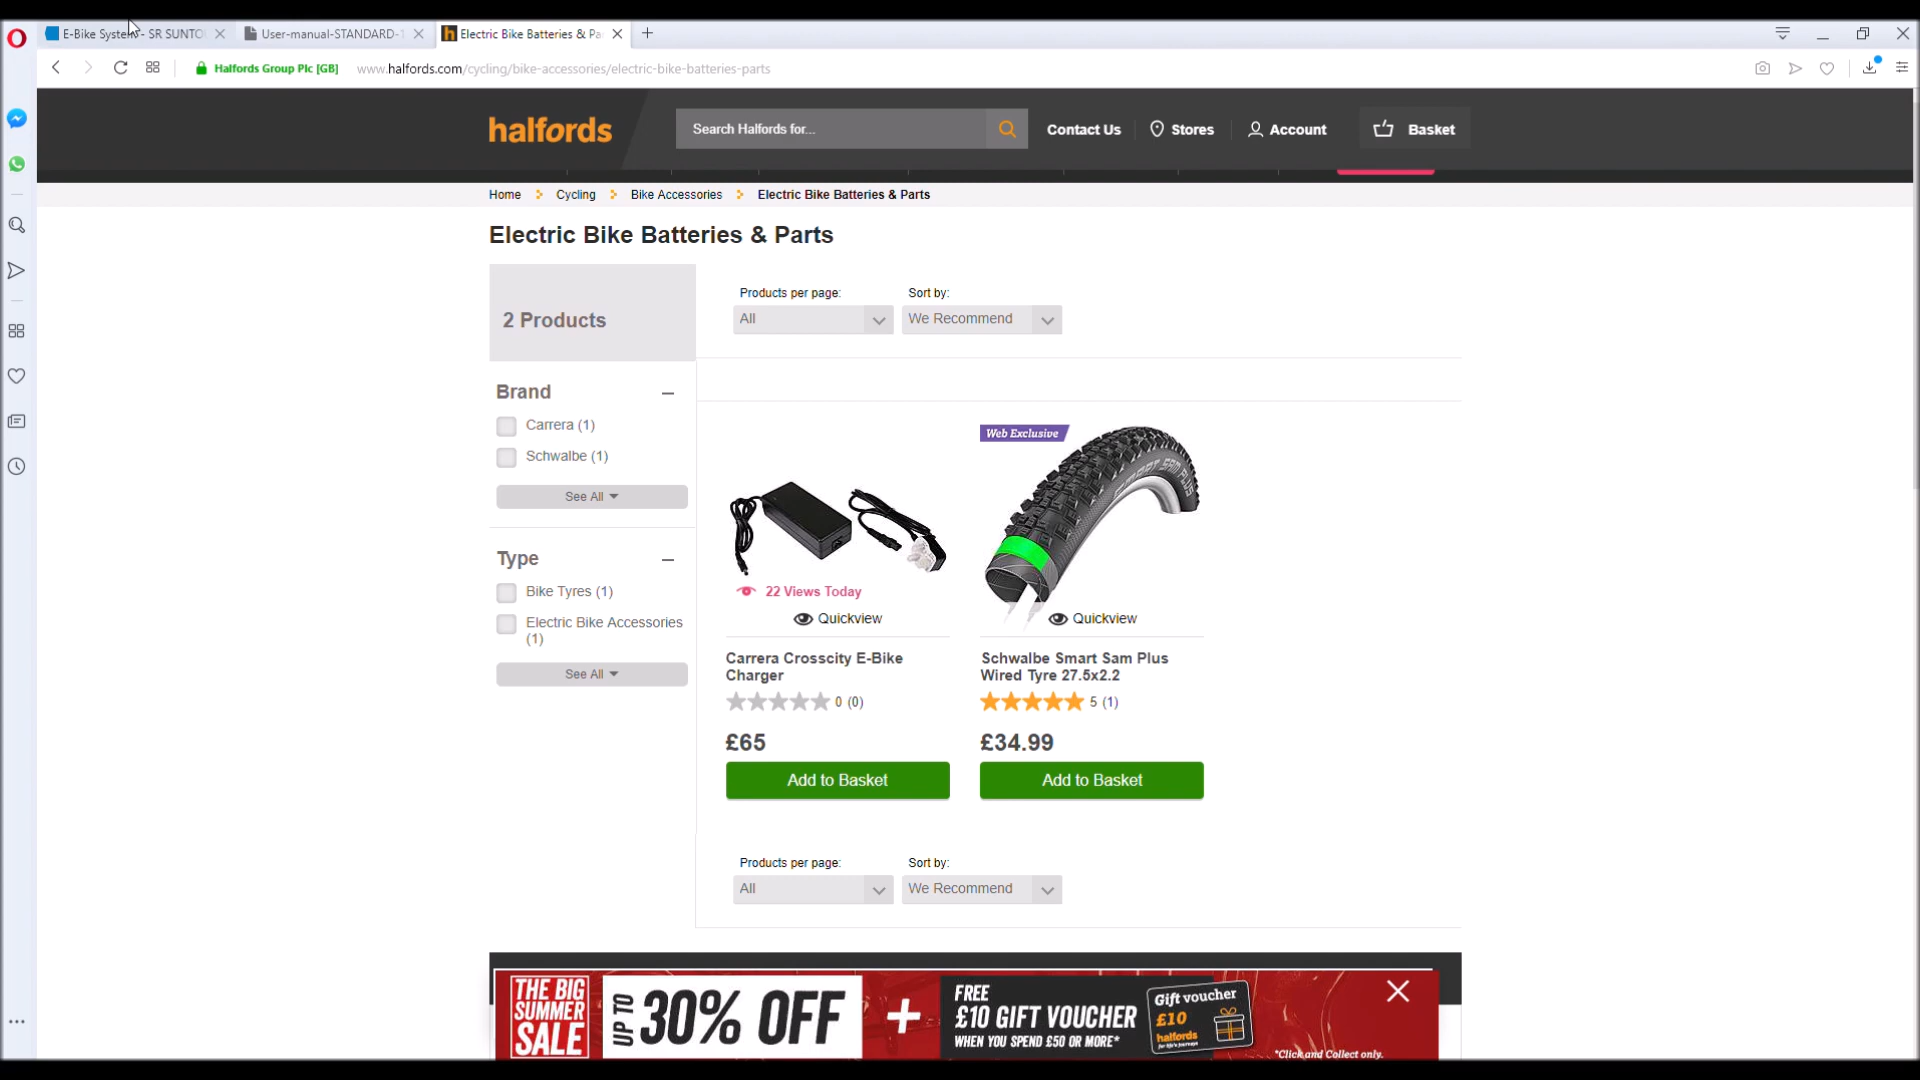 E-Bike System - SR SUNTO
User-manual-STANDARD-1
Electric Bike Batteries & Pa
Halfords Group Plc [GB]
www.halfords.com/cycling/bike-accessories/electric-bike-batteries-parts
halfords
Search Halfords for...
Contact Us
Stores
Account
Basket
Home
Cycling
Bike Accessories
Electric Bike Batteries & Parts
Electric Bike Batteries & Parts
2 Products
Products per page:
Sort by:
All
We Recommend
Brand
Carrera (1)
Schwalbe (1)
See All
Type
Bike Tyres (1)
Electric Bike Accessories
(1)
See All
Web Exclusive
SMART SAM PLUS
22 Views Today
Quickview
Quickview
Carrera Crosscity E-Bike
Charger
0 (0)
£65
Add to Basket
Schwalbe Smart Sam Plus
Wired Tyre 27.5x2.2
5 (1)
£34.99
Add to Basket
Products per page:
Sort by:
All
We Recommend
THE BIG
SUMMER
SALE
UP TO
30% OFF
+
FREE
£10 GIFT VOUCHER
WHEN YOU SPEND £50 OR MORE*
Gift voucher
£10
halfords
for life's journeys
*Click and Collect only.